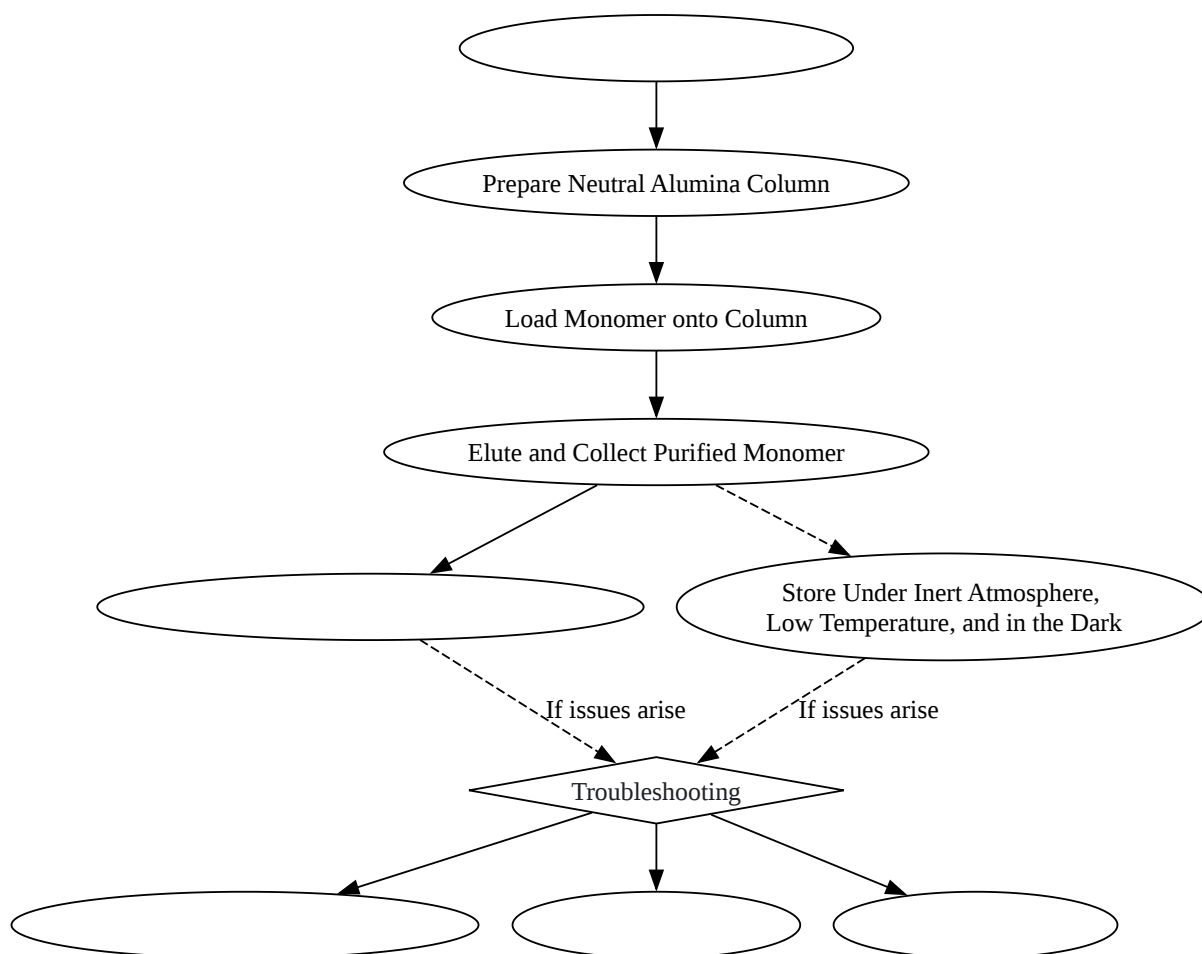 Prepare Neutral Alumina Column
Load Monomer onto Column
Elute and Collect Purified Monomer
Store Under Inert Atmosphere,
Low Temperature, and in the Dark
If issues arise
If issues arise
Troubleshooting